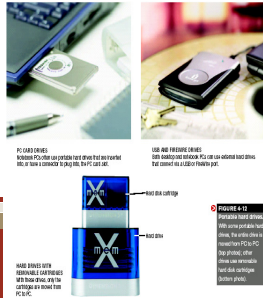 PC CARD DRIVES
Notebook PCs often use portable hard drives that are inserted
into, or have a connector to plug into, the PC card slot.
USB AND FIREWIRE DRIVES
Both desktop and notebook PCs can use external hard drives
that connect via a USB or FireWire port.
Hard disk cartridge
Hard drive
X
mem
X
mem
HARD DRIVES WITH
REMOVABLE CARTRIDGES
With these drives, only the
cartridges are moved from
PC to PC.
FIGURE 4-12
Portable hard drives.
With some portable hard
drives, the entire drive is
moved from PC to PC
(top photos); other
drives use removable
hard disk cartridges
(bottom photo).